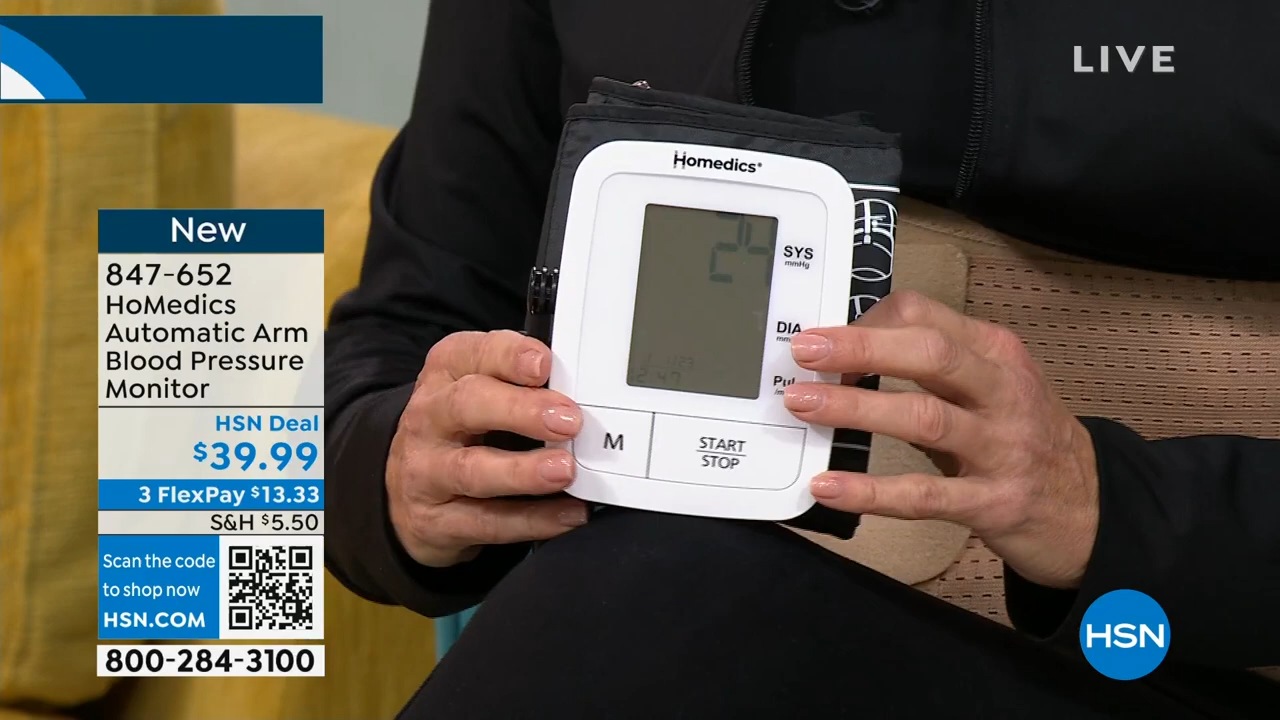 LIVE
New
847-652
HoMedics
Automatic Arm
Blood Pressure
Monitor
HSN Deal
$39.99
3 FlexPay $13.33
S&H $5.50
Scan the code
to shop now
HSN.COM
800-284-3100
Homedics®
24
SYS
mmHg
DIA
Pul
M
START
STOP
HSN